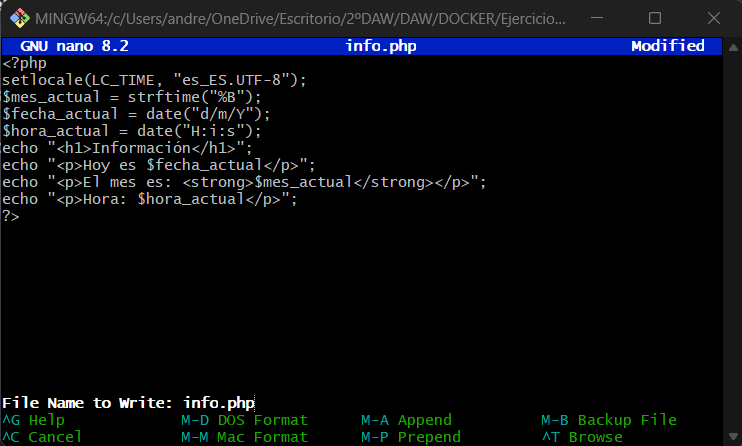 MINGW64:/c/Users/andre/OneDrive/Escritorio/2ºDAW/DAW/DOCKER/Ejercicio...
GNU nano 8.2 info.php Modified
<?php
setlocale(LC_TIME, "es_ES.UTF-8");
$mes_actual = strftime("%B");
$fecha_actual = date("d/m/Y");
$hora_actual = date("H:i:s");
echo "<h1>Información</h1>";
echo "<p>Hoy es $fecha_actual</p>";
echo "<p>El mes es: <strong>$mes_actual</strong></p>";
echo "<p>Hora: $hora_actual</p>";
?>
File Name to Write: info.php
^G Help M-D DOS Format M-A Append M-B Backup File
^C Cancel M-M Mac Format M-P Prepend ^T Browse